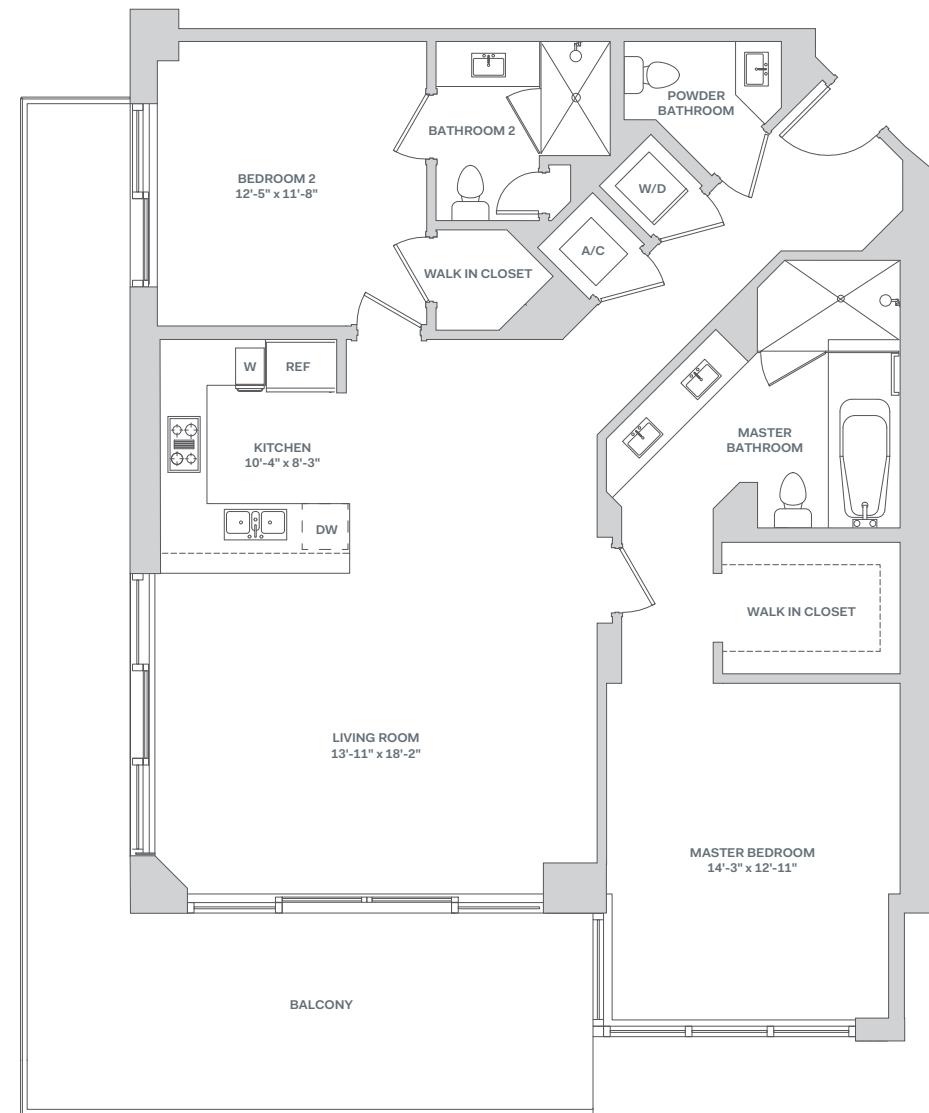 POWDER
BATHROOM
BATHROOM 2
BEDROOM 2
12'-5" x 11'-8"
W/D
A/C
WALK IN CLOSET
W
REF
KITCHEN
10'-4" x 8'-3"
MASTER
BATHROOM
DW
WALK IN CLOSET
LIVING ROOM
13'-11" x 18'-2"
MASTER BEDROOM
14'-3" x 12'-11"
BALCONY